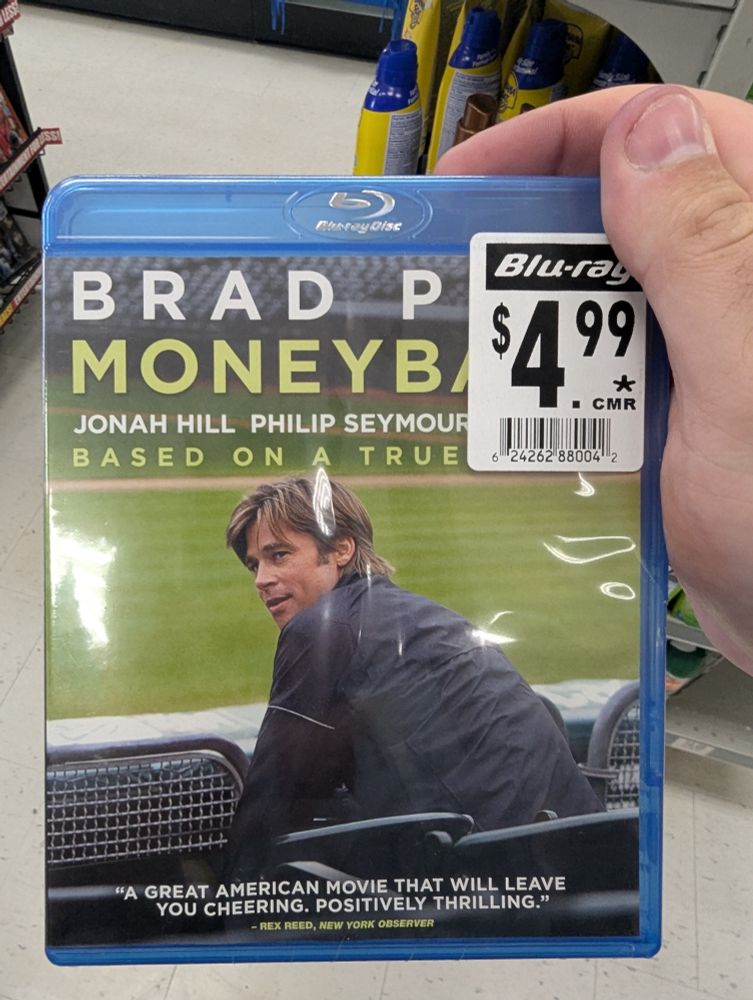 Blu-ray Disc
BRAD P
MONEYBA
JONAH HILL PHILIP SEYMOUR
BASED ON A TRUE
Blu-ray
$4.99
* CMR
6 24262 88004 2
“A GREAT AMERICAN MOVIE THAT WILL LEAVE
YOU CHEERING. POSITIVELY THRILLING.”
– REX REED, NEW YORK OBSERVER